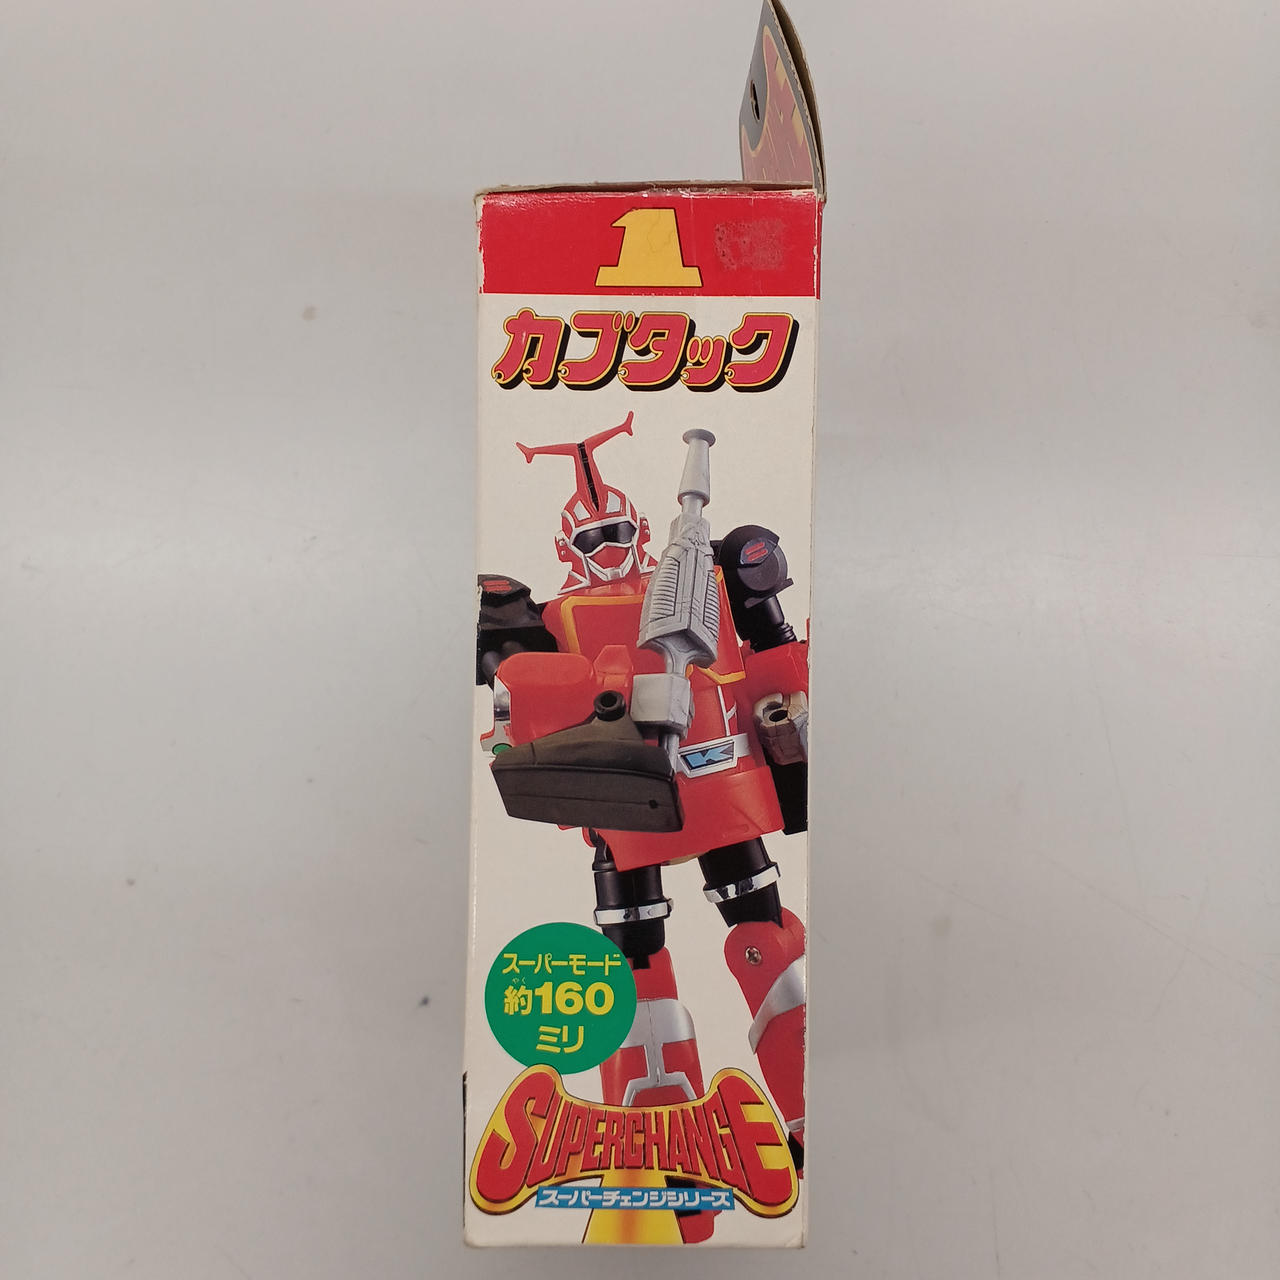 1
カブタック
K
スーパーモード
やく
約160
ミリ
SUPERCHANGE
スーパーチェンジシリーズ